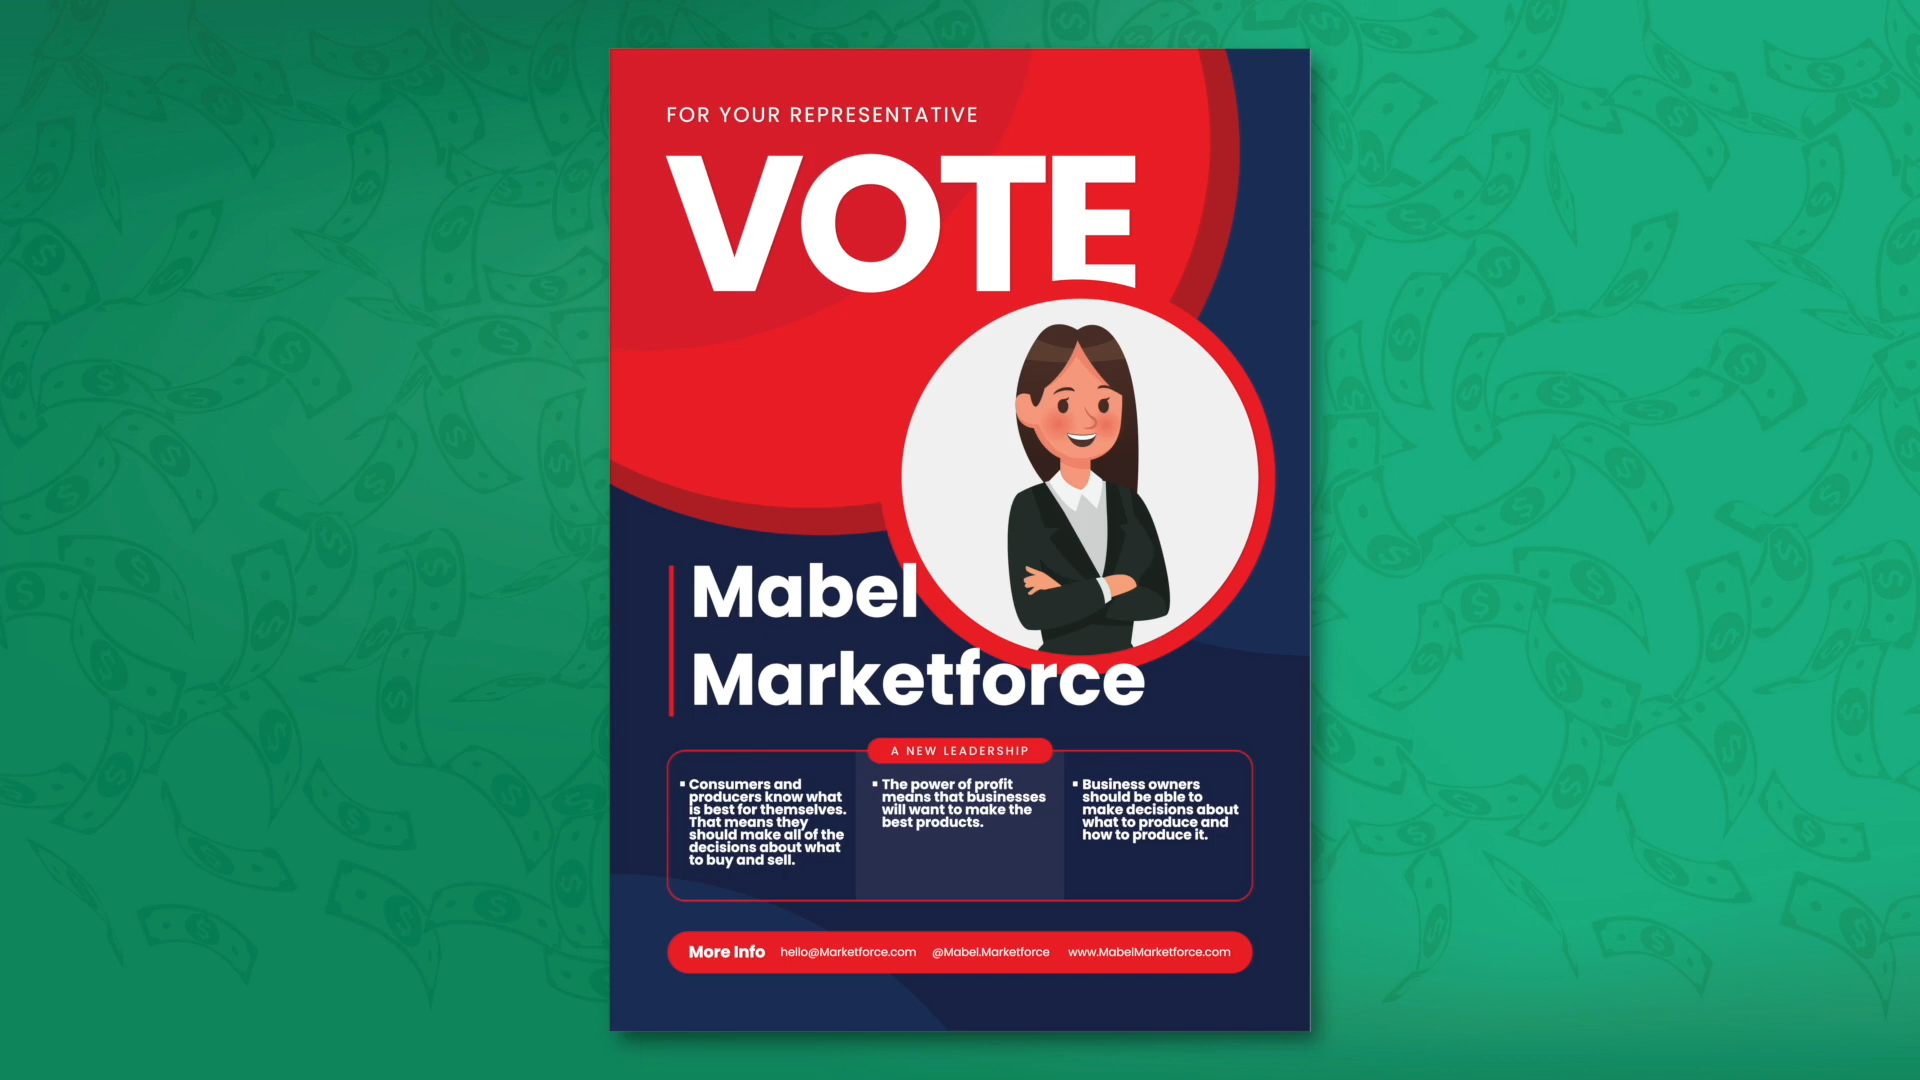 FOR YOUR REPRESENTATIVE
VOTE
Mabel
Marketforce
A NEW LEADERSHIP
▪ Consumers and
producers know what
is best for themselves.
That means they
should make all of the
decisions about what
to buy and sell.
▪ The power of profit
means that businesses
will want to make the
best products.
▪ Business owners
should be able to
make decisions about
what to produce and
how to produce it.
More Info hello@Marketforce.com @Mabel.Marketforce www.MabelMarketforce.com